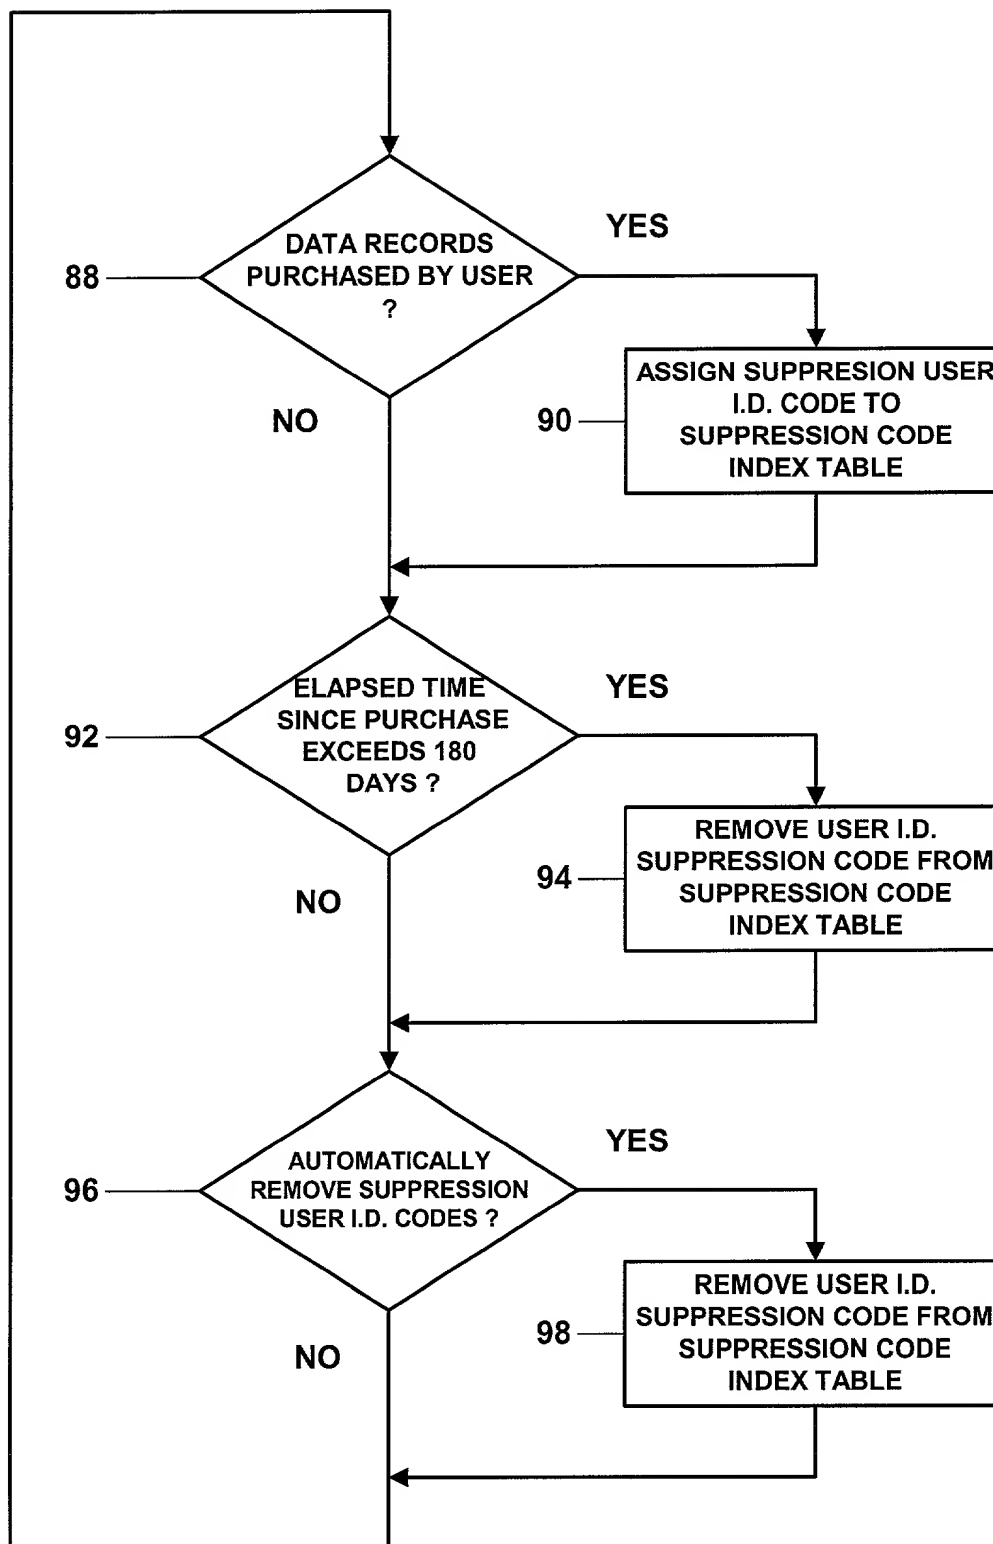 DATA RECORDS
PURCHASED BY USER
?
88
YES
NO
ASSIGN SUPPRESION USER
I.D. CODE TO
SUPPRESSION CODE
INDEX TABLE
90
ELAPSED TIME
SINCE PURCHASE
EXCEEDS 180
DAYS ?
92
YES
NO
REMOVE USER I.D.
SUPPRESSION CODE FROM
SUPPRESSION CODE
INDEX TABLE
94
AUTOMATICALLY
REMOVE SUPPRESSION
USER I.D. CODES ?
96
YES
NO
REMOVE USER I.D.
SUPPRESSION CODE FROM
SUPPRESSION CODE
INDEX TABLE
98